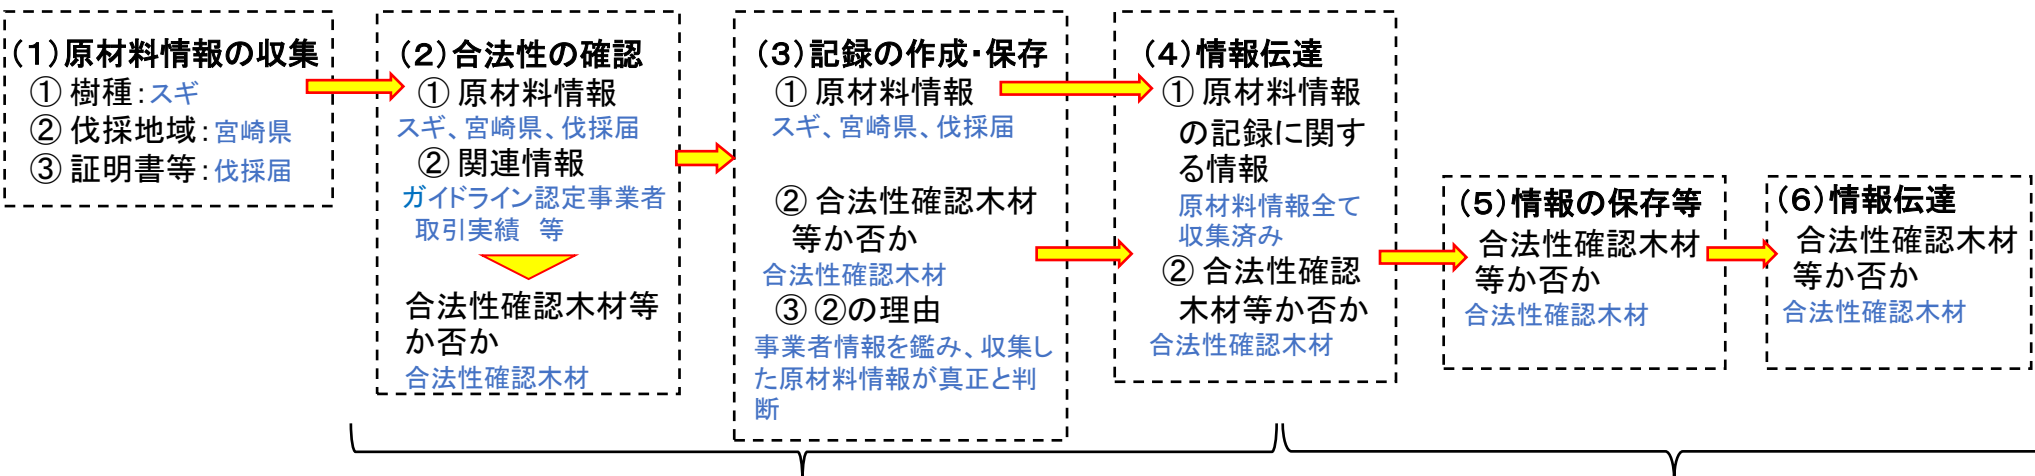 (1)原材料情報の収集
① 樹種：スギ
② 伐採地域：宮崎県
③ 証明書等：伐採届
(2)合法性の確認
① 原材料情報
スギ、宮崎県、伐採届
② 関連情報
ガイドライン認定事業者
取引実績　等
合法性確認木材等
か否か
合法性確認木材
(3)記録の作成・保存
① 原材料情報
スギ、宮崎県、伐採届
② 合法性確認木材
等か否か
合法性確認木材
③ ②の理由
事業者情報を鑑み、収集し
た原材料情報が真正と判
断
(4)情報伝達
① 原材料情報
の記録に関す
る情報
原材料情報全て
収集済み
② 合法性確認
木材等か否か
合法性確認木材
(5)情報の保存等
合法性確認木材
等か否か
合法性確認木材
(6)情報伝達
合法性確認木材
等か否か
合法性確認木材